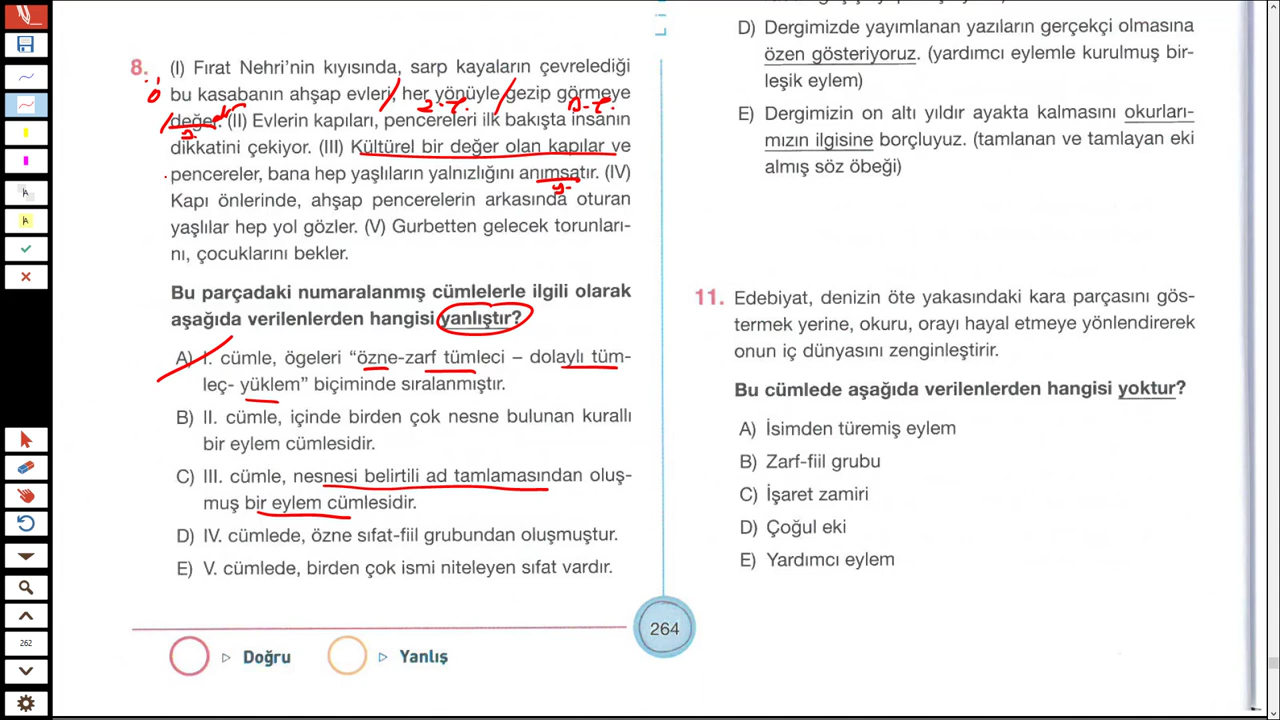 8. (I) Fırat Nehri'nin kıyısında, sarp kayaların çevrelediği
bu kasabanın ahşap evleri, her yönüyle gezip görmeye
değer. (II) Evlerin kapıları, pencereleri ilk bakışta insanın
dikkatini çekiyor. (III) Kültürel bir değer olan kapılar ve
pencereler, bana hep yaşlıların yalnızlığını anımsatır. (IV)
Kapı önlerinde, ahşap pencerelerin arkasında oturan
yaşlılar hep yol gözler. (V) Gurbetten gelecek torunları-
nı, çocuklarını bekler.
Bu parçadaki numaralanmış cümlelerle ilgili olarak
aşağıda verilenlerden hangisi yanlıştır?
A) I. cümle, ögeleri "özne-zarf tümleci – dolaylı tüm-
leç- yüklem" biçiminde sıralanmıştır.
B) II. cümle, içinde birden çok nesne bulunan kurallı
bir eylem cümlesidir.
C) III. cümle, nesnesi belirtili ad tamlamasından oluş-
muş bir eylem cümlesidir.
D) IV. cümlede, özne sıfat-fiil grubundan oluşmuştur.
E) V. cümlede, birden çok ismi niteleyen sıfat vardır.
Doğru
Yanlış
264
D) Dergimizde yayımlanan yazıların gerçekçi olmasına
özen gösteriyoruz. (yardımcı eylemle kurulmuş bir-
leşik eylem)
E) Dergimizin on altı yıldır ayakta kalmasını okurları-
mızın ilgisine borçluyuz. (tamlanan ve tamlayan eki
almış söz öbeği)
11. Edebiyat, denizin öte yakasındaki kara parçasını gös-
termek yerine, okuru, orayı hayal etmeye yönlendirerek
onun iç dünyasını zenginleştirir.
Bu cümlede aşağıda verilenlerden hangisi yoktur?
A) İsimden türemiş eylem
B) Zarf-fiil grubu
C) İşaret zamiri
D) Çoğul eki
E) Yardımcı eylem
262